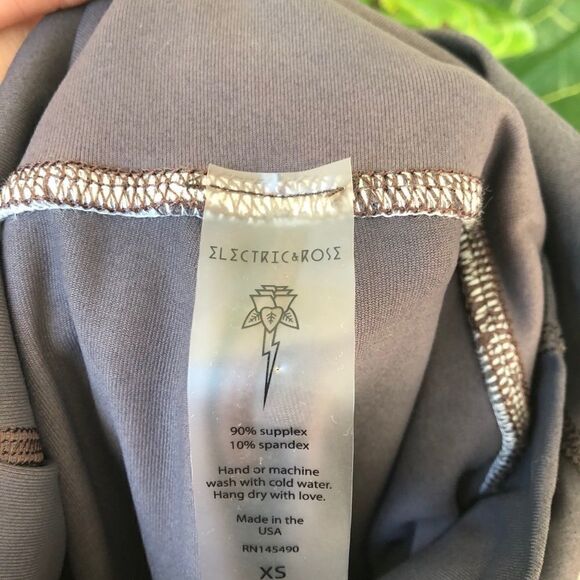 ELECTRIC&ROSE
90% supplex
10% spandex
Hand or machine
wash with cold water.
Hang dry with love.
Made in the
USA
RN145490
XS